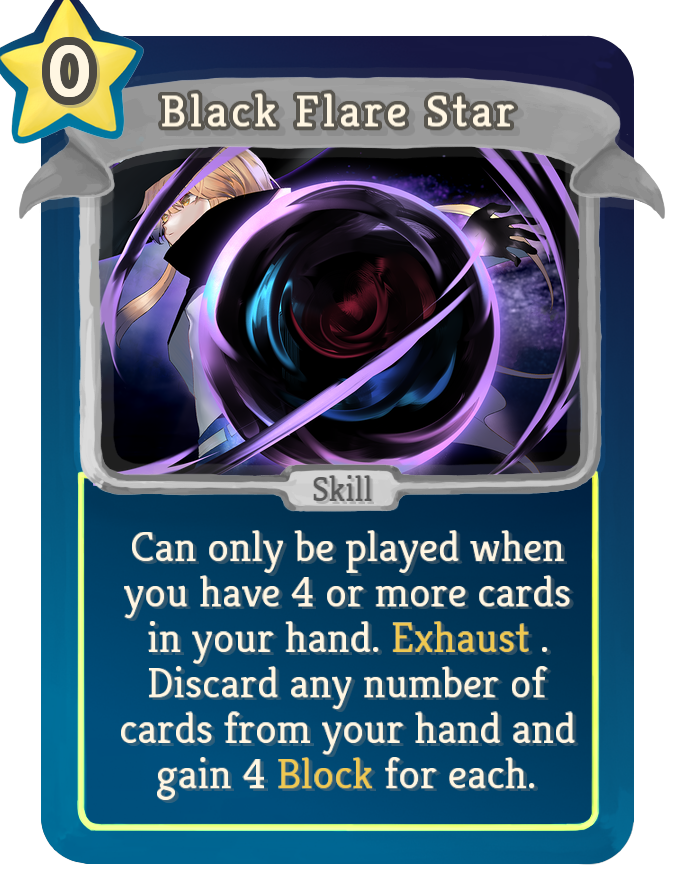 0
Black Flare Star
Skill
Can only be played when
you have 4 or more cards
in your hand. Exhaust .
Discard any number of
cards from your hand and
gain 4 Block for each.